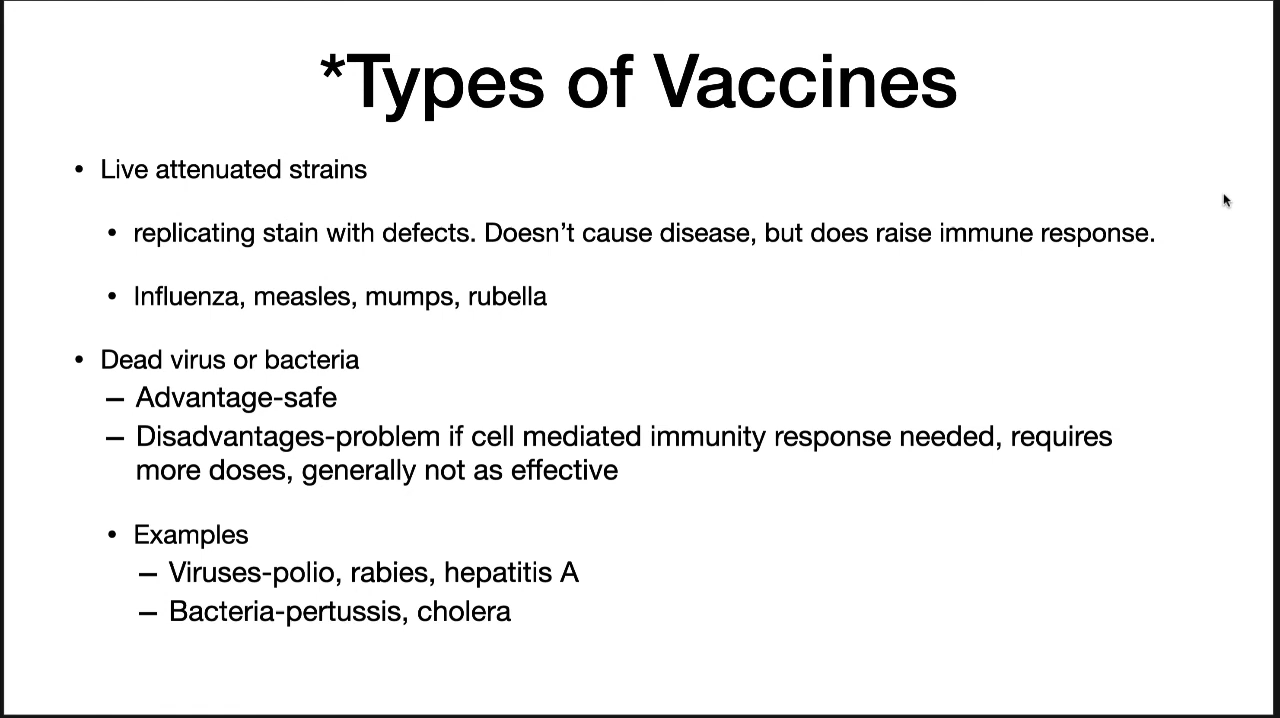 *Types of Vaccines
• Live attenuated strains
• replicating stain with defects. Doesn’t cause disease, but does raise immune response.
• Influenza, measles, mumps, rubella
• Dead virus or bacteria
– Advantage-safe
– Disadvantages-problem if cell mediated immunity response needed, requires
more doses, generally not as effective
• Examples
– Viruses-polio, rabies, hepatitis A
– Bacteria-pertussis, cholera